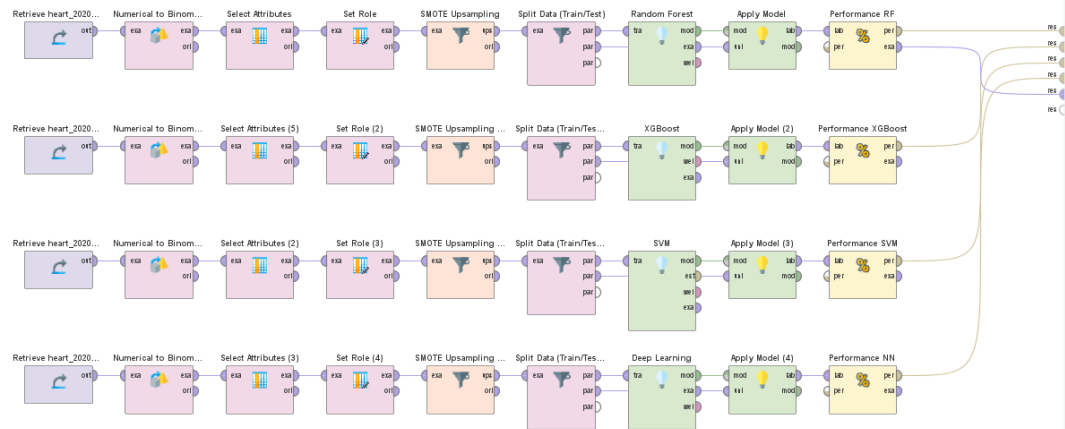 Retrieve heart_2020... Numerical to Binom... Select Attributes Set Role SMOTE Upsampling Split Data (Train/Test) Random Forest Apply Model Performance RF
out exa exa exa exa exa exa exa ups exa par tra mod mod lab lab per res
ori ori ori ori par exa unl mod per exa res
par wei res
res
res
res
Retrieve heart_2020... Numerical to Binom... Select Attributes (5) Set Role (2) SMOTE Upsampling ... Split Data (Train/Tes... XGBoost Apply Model (2) Performance XGBoost
out exa exa exa exa exa exa exa ups exa par tra mod mod lab lab per
ori ori ori ori par wei unl mod per exa
par exa
Retrieve heart_2020... Numerical to Binom... Select Attributes (2) Set Role (3) SMOTE Upsampling ... Split Data (Train/Tes... SVM Apply Model (3) Performance SVM
out exa exa exa exa exa exa exa ups exa par tra mod mod lab lab per
ori ori ori ori par est unl mod per exa
par wei
exa
Retrieve heart_2020... Numerical to Binom... Select Attributes (3) Set Role (4) SMOTE Upsampling ... Split Data (Train/Tes... Deep Learning Apply Model (4) Performance NN
out exa exa exa exa exa exa exa ups exa par tra mod mod lab lab per
ori ori ori ori par exa unl mod per exa
par wei